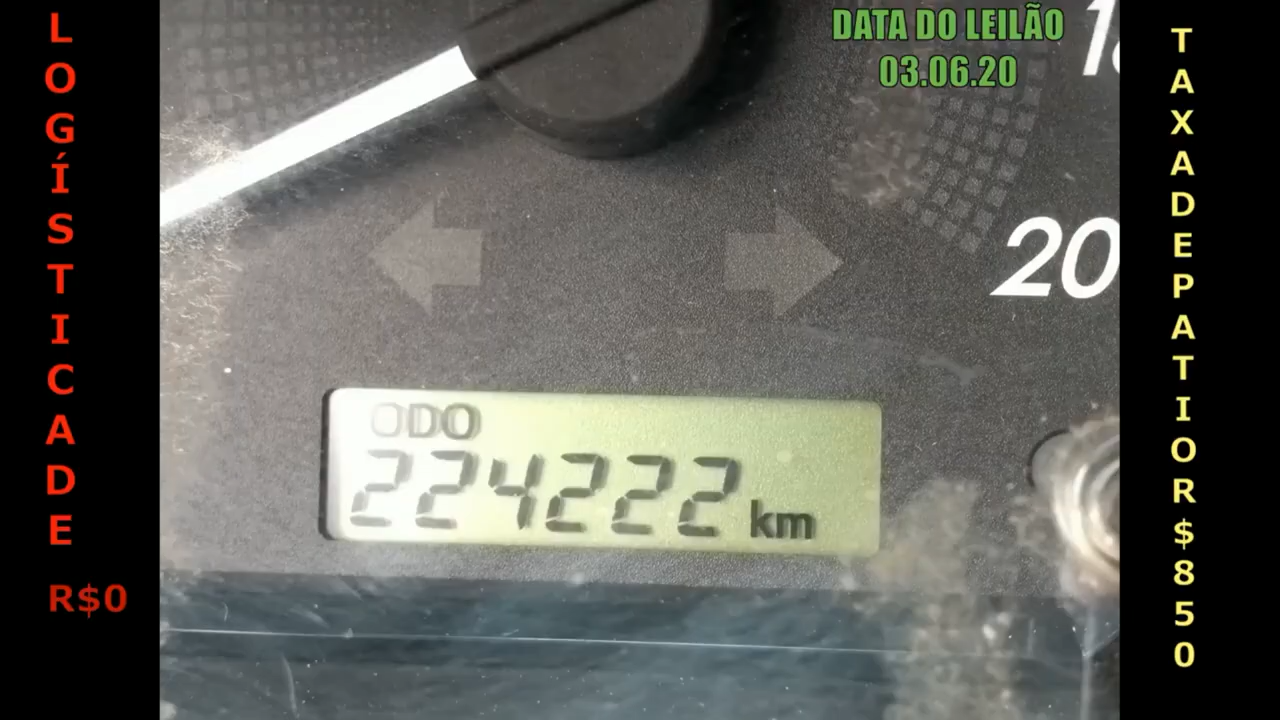 LOGÍSTICA DE
R$0
DATA DO LEILÃO
03.06.20
20
ODO
224222 km
TAXA DE PATIO R$850